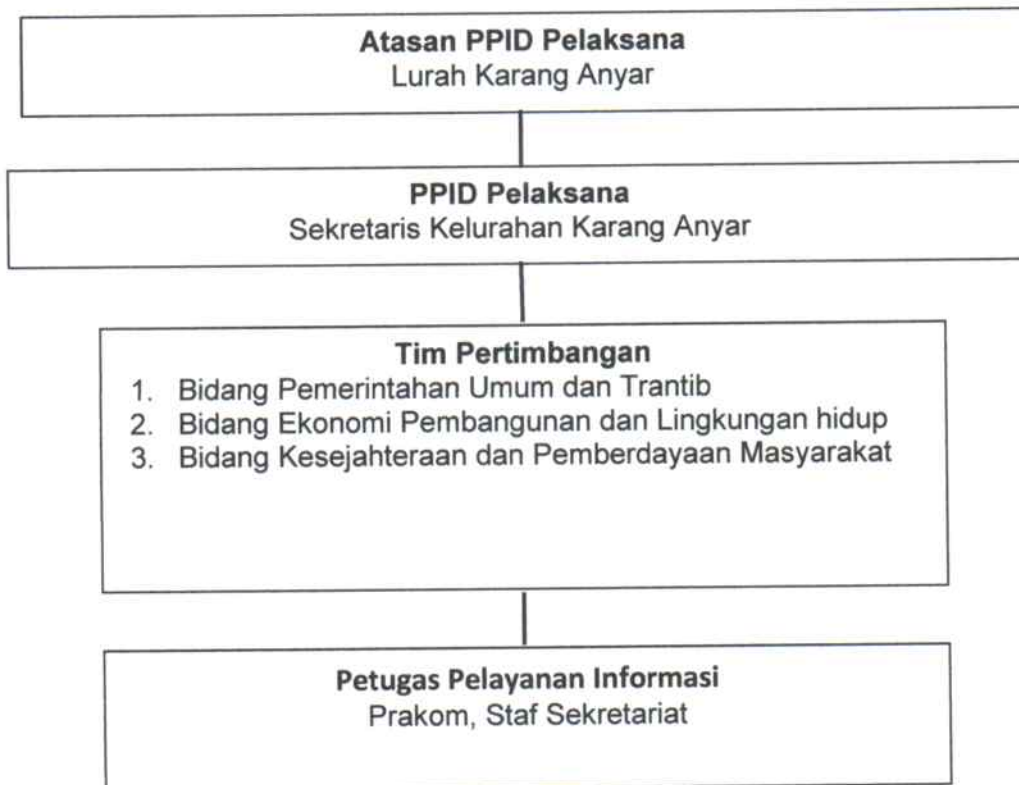 Atasan PPID Pelaksana
Lurah Karang Anyar
PPID Pelaksana
Sekretaris Kelurahan Karang Anyar
Tim Pertimbangan
1. Bidang Pemerintahan Umum dan Trantib
2. Bidang Ekonomi Pembangunan dan Lingkungan hidup
3. Bidang Kesejahteraan dan Pemberdayaan Masyarakat
Petugas Pelayanan Informasi
Prakom, Staf Sekretariat